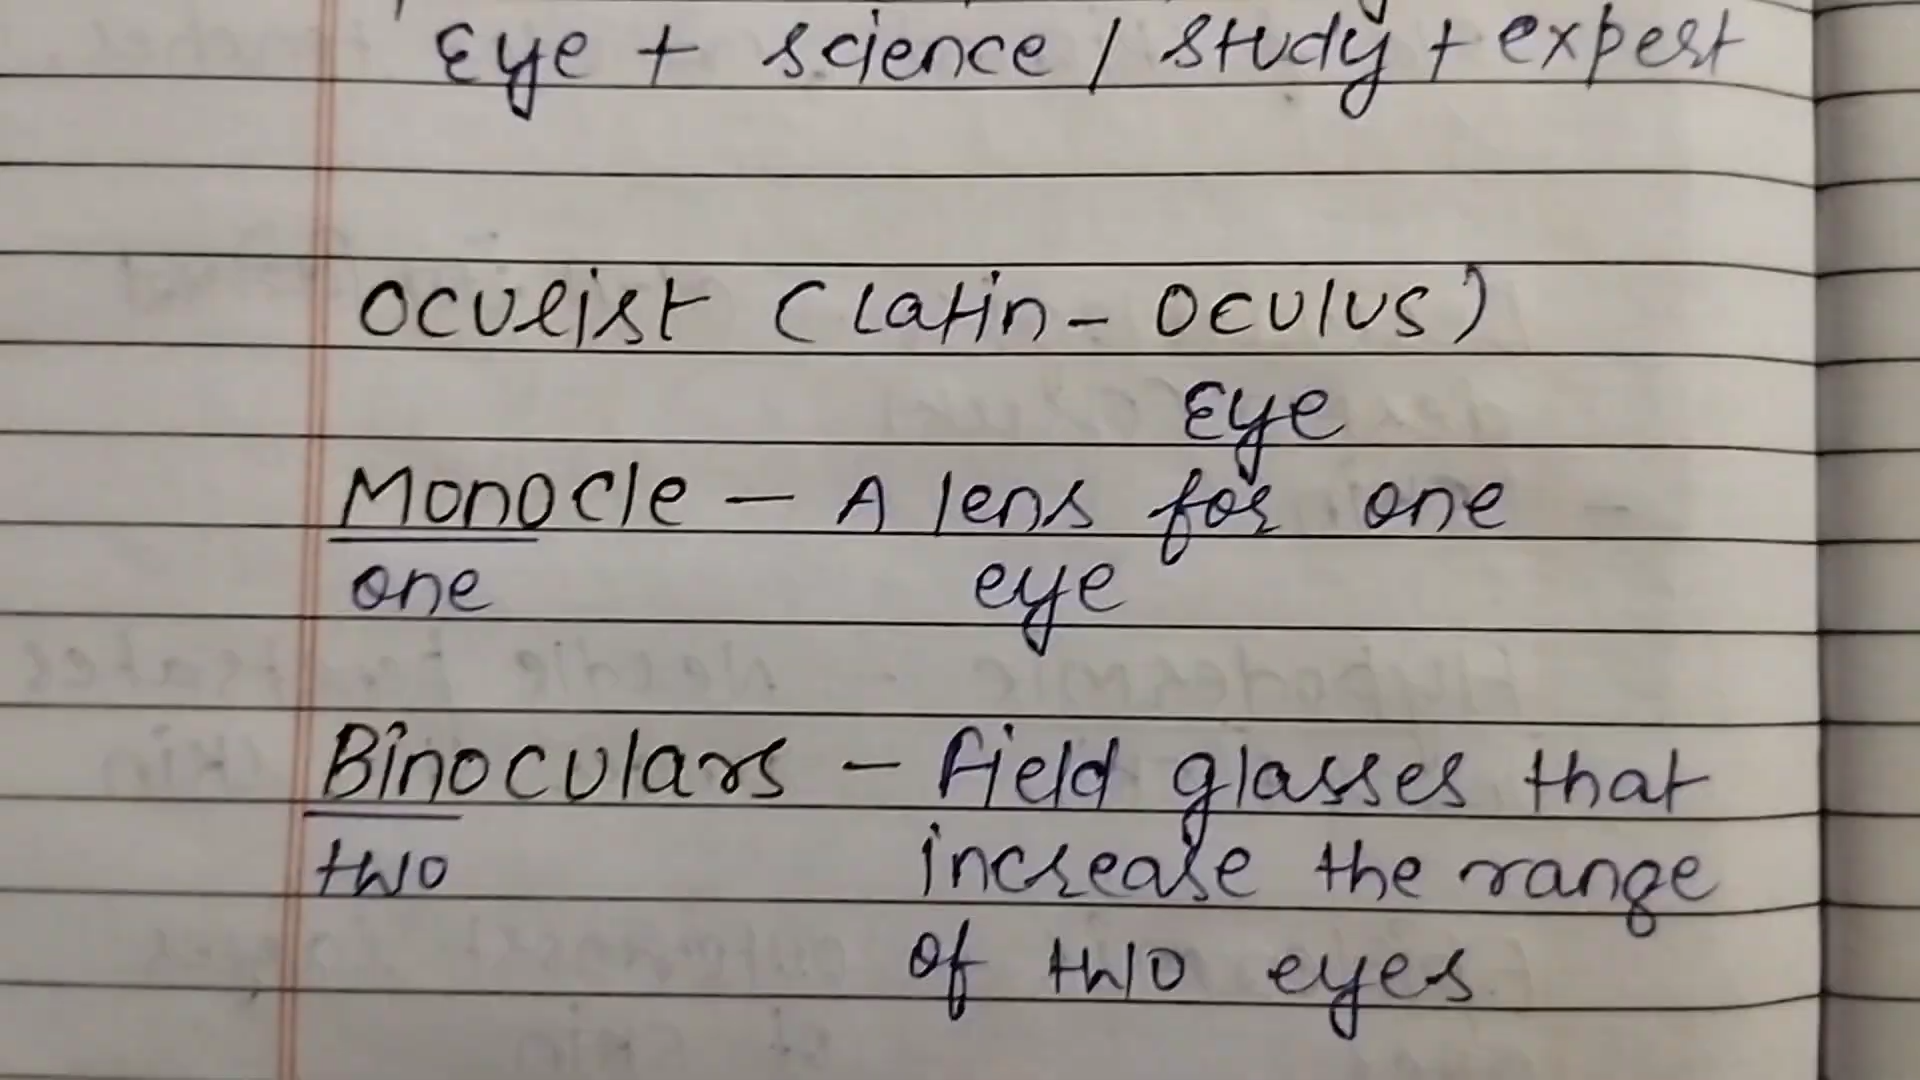 Eye + science / study + expert
Oculist (Latin - Oculus)
Eye
Monocle - A lens for one
one eye
Binoculars - Field glasses that
two increase the range
of two eyes